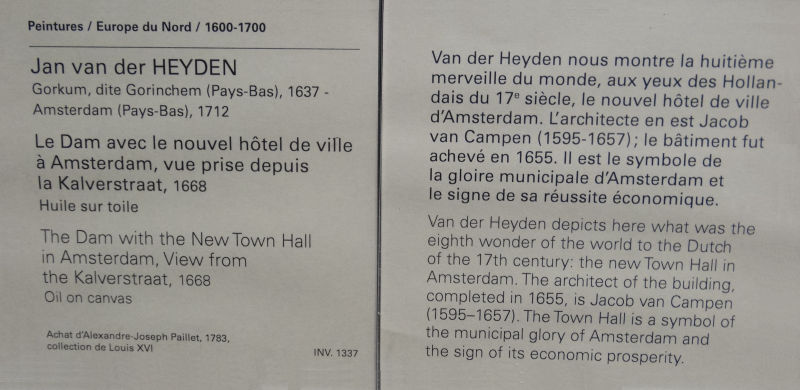 Peintures / Europe du Nord / 1600-1700
Jan van der HEYDEN
Gorkum, dite Gorinchem (Pays-Bas), 1637 -
Amsterdam (Pays-Bas), 1712
Le Dam avec le nouvel hôtel de ville
à Amsterdam, vue prise depuis
la Kalverstraat, 1668
Huile sur toile
The Dam with the New Town Hall
in Amsterdam, View from
the Kalverstraat, 1668
Oil on canvas
Achat d'Alexandre-Joseph Paillet, 1783,
collection de Louis XVI
INV. 1337
Van der Heyden nous montre la huitième
merveille du monde, aux yeux des Hollan-
dais du 17e siècle, le nouvel hôtel de ville
d'Amsterdam. L'architecte en est Jacob
van Campen (1595-1657) ; le bâtiment fut
achevé en 1655. Il est le symbole de
la gloire municipale d'Amsterdam et
le signe de sa réussite économique.
Van der Heyden depicts here what was the
eighth wonder of the world to the Dutch
of the 17th century: the new Town Hall in
Amsterdam. The architect of the building,
completed in 1655, is Jacob van Campen
(1595–1657). The Town Hall is a symbol of
the municipal glory of Amsterdam and
the sign of its economic prosperity.